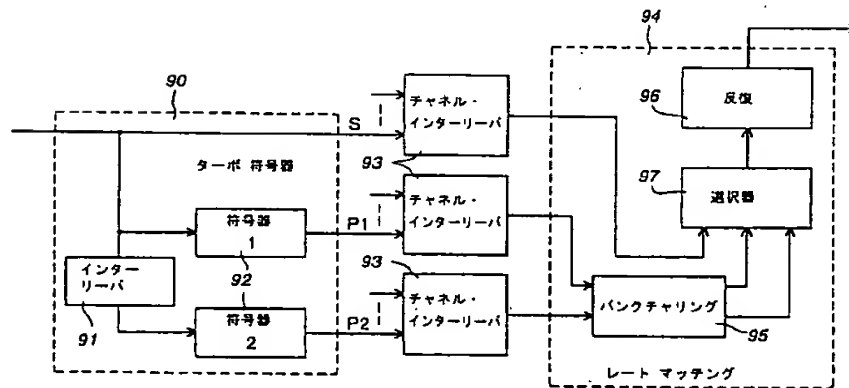 90
ターボ 符号器
インター
リーバ
91
符号器
1
92
符号器
2
S
P1
P2
チャネル・
インターリーバ
93
チャネル・
インターリーバ
93
チャネル・
インターリーバ
94
反復
96
97
選択器
パンクチャリング
95
レート マッテング